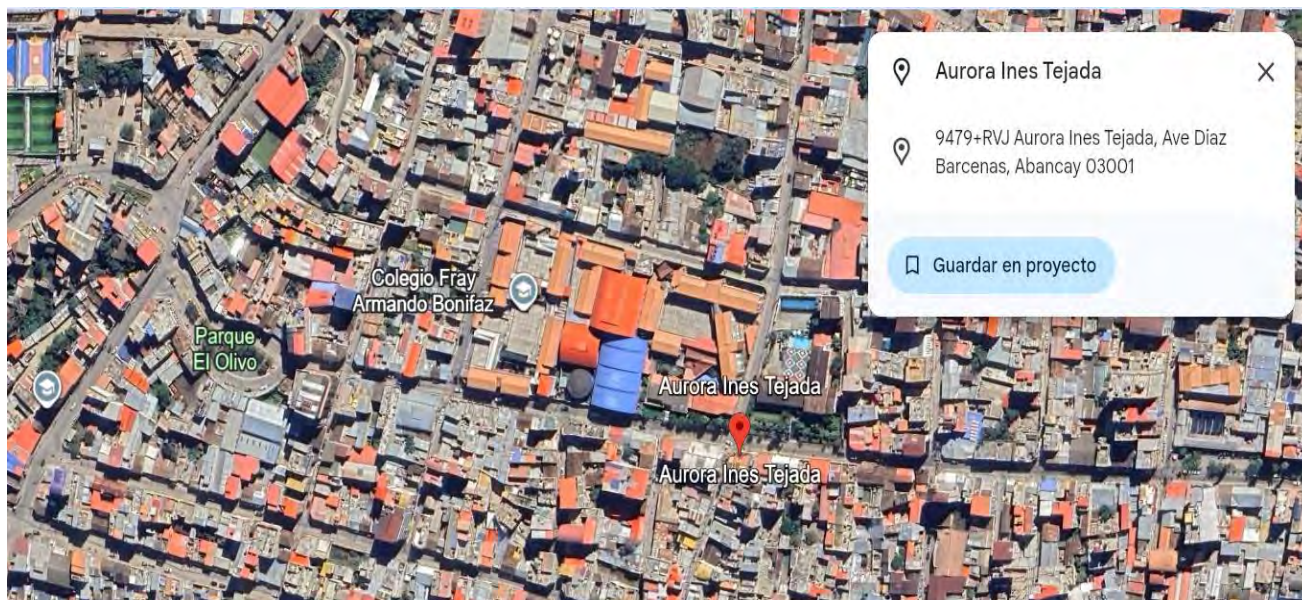 Aurora Ines Tejada
9479+RVJ Aurora Ines Tejada, Ave Diaz
Barcenas, Abancay 03001
Guardar en proyecto
Colegio Fray
Armando Bonifaz
Parque
El Olivo
Aurora Ines Tejada
Aurora Ines Tejada